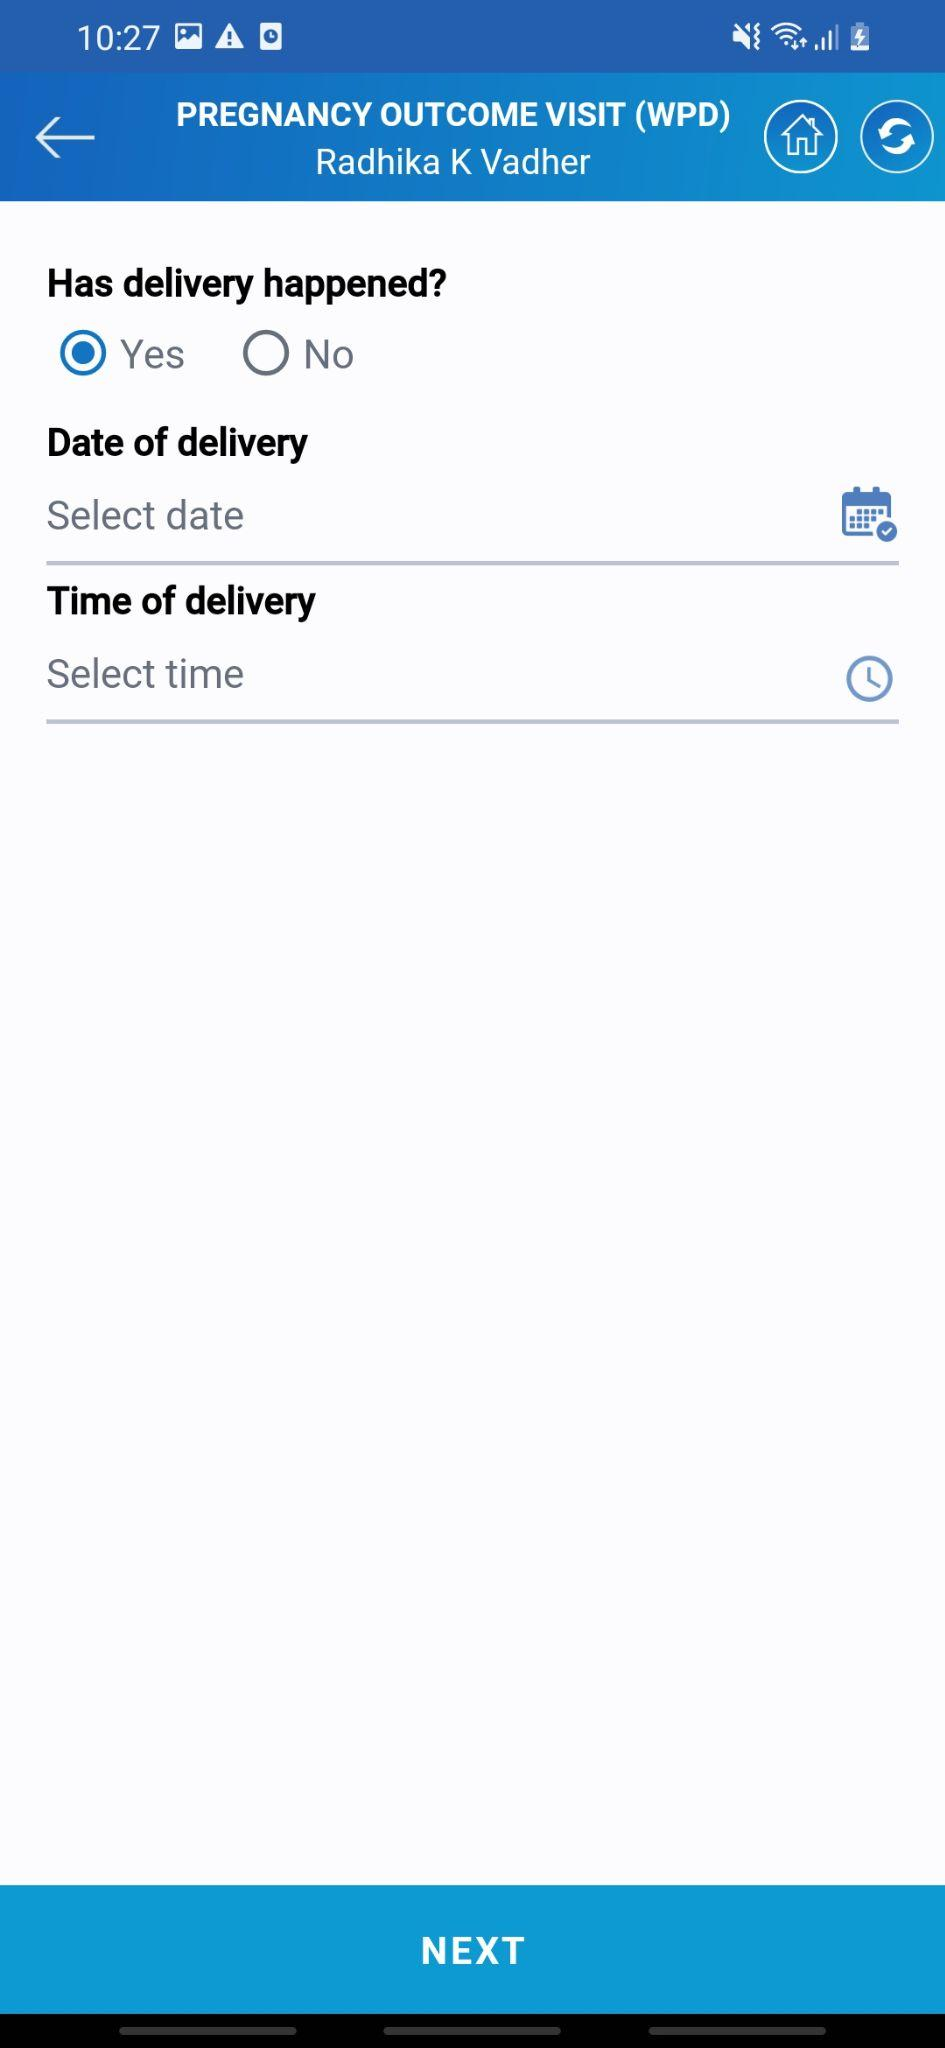 10:27
PREGNANCY OUTCOME VISIT (WPD)
Radhika K Vadher
Has delivery happened?
Yes No
Date of delivery
Select date
Time of delivery
Select time
NEXT